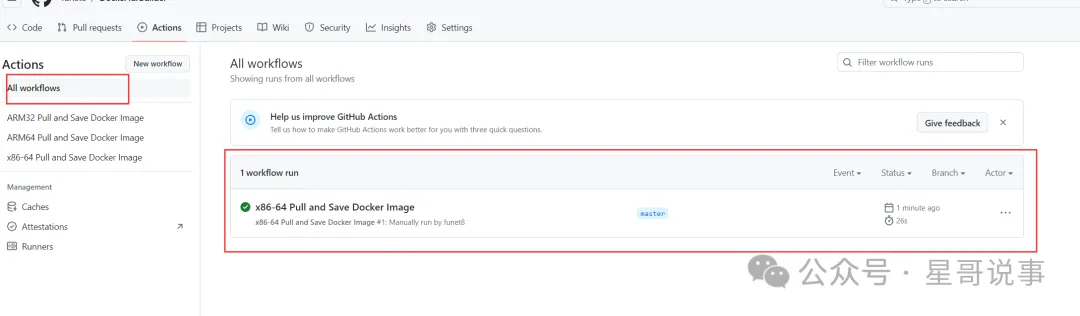 Code Pull requests Actions Projects Wiki Security Insights Settings
Actions
New workflow
All workflows
ARM32 Pull and Save Docker Image
ARM64 Pull and Save Docker Image
x86-64 Pull and Save Docker Image
Management
Caches
Attestations
Runners
All workflows
Showing runs from all workflows
Filter workflow runs
Help us improve GitHub Actions
Tell us how to make GitHub Actions work better for you with three quick questions.
Give feedback
1 workflow run
Event Status Branch Actor
x86-64 Pull and Save Docker Image
x86-64 Pull and Save Docker Image #1: Manually run by funet8
master
1 minute ago
26s
公众号 · 星哥说事